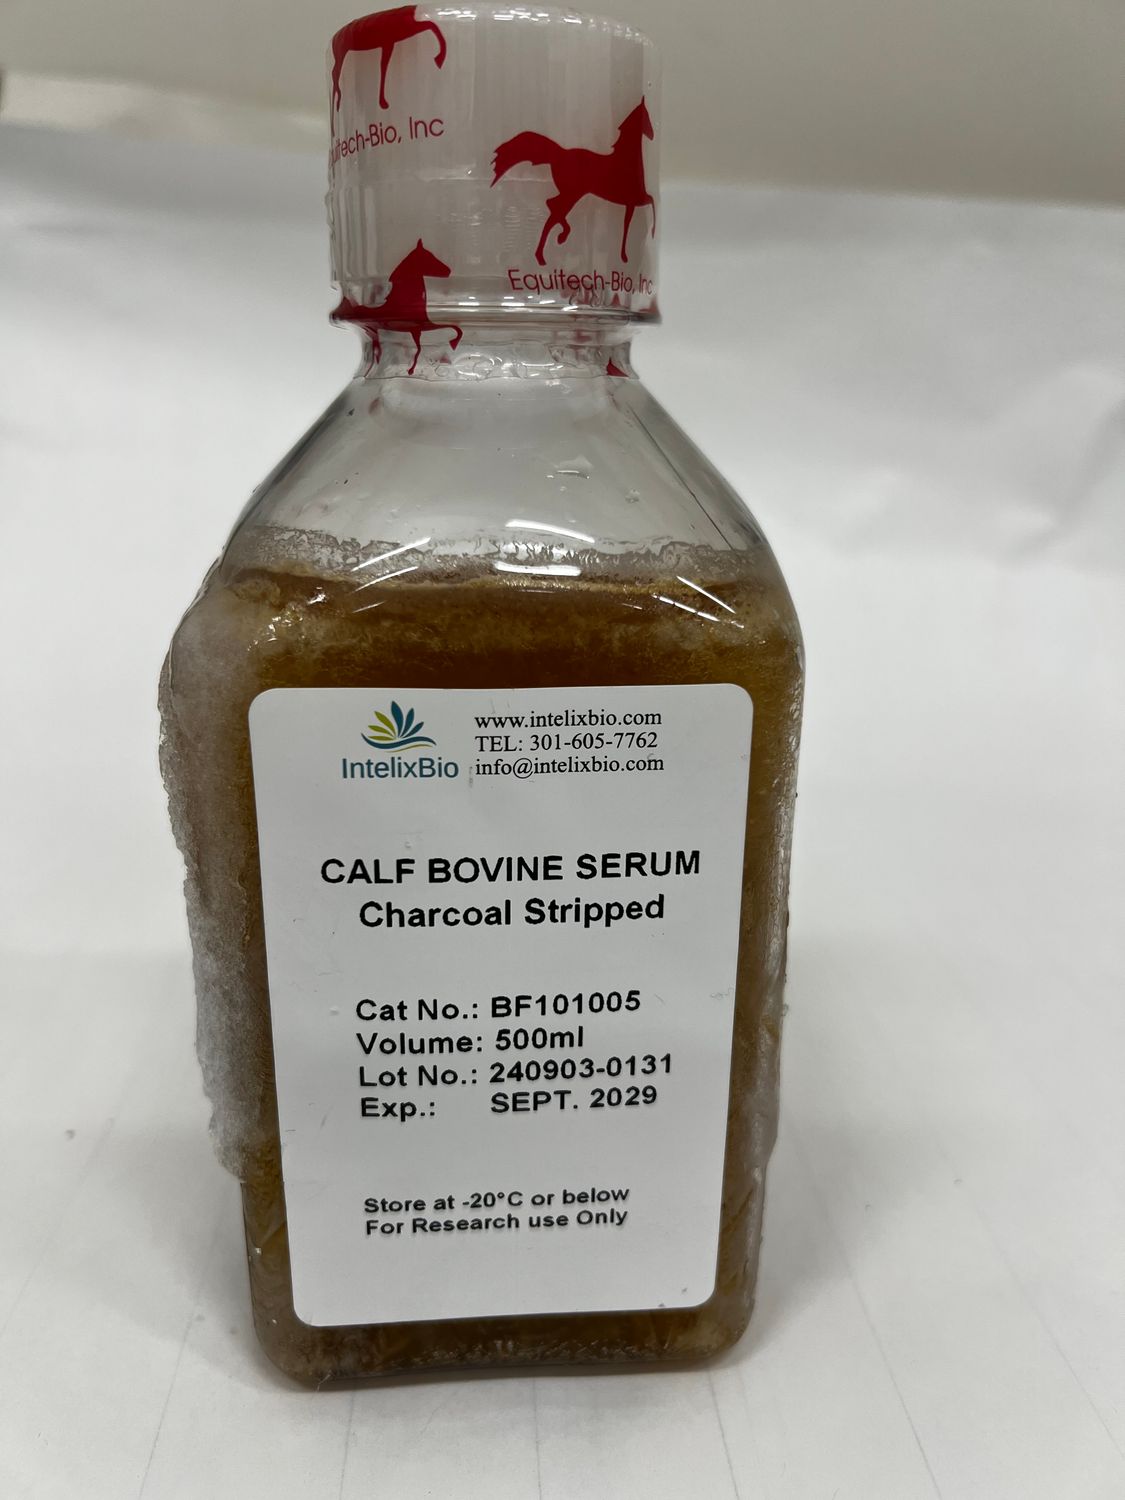 Equitech-Bio, Inc
Equitech-Bio, Inc
IntelixBio
www.intelixbio.com
TEL: 301-605-7762
info@intelixbio.com
CALF BOVINE SERUM
Charcoal Stripped
Cat No.: BF101005
Volume: 500ml
Lot No.: 240903-0131
Exp.: SEPT. 2029
Store at -20°C or below
For Research use Only